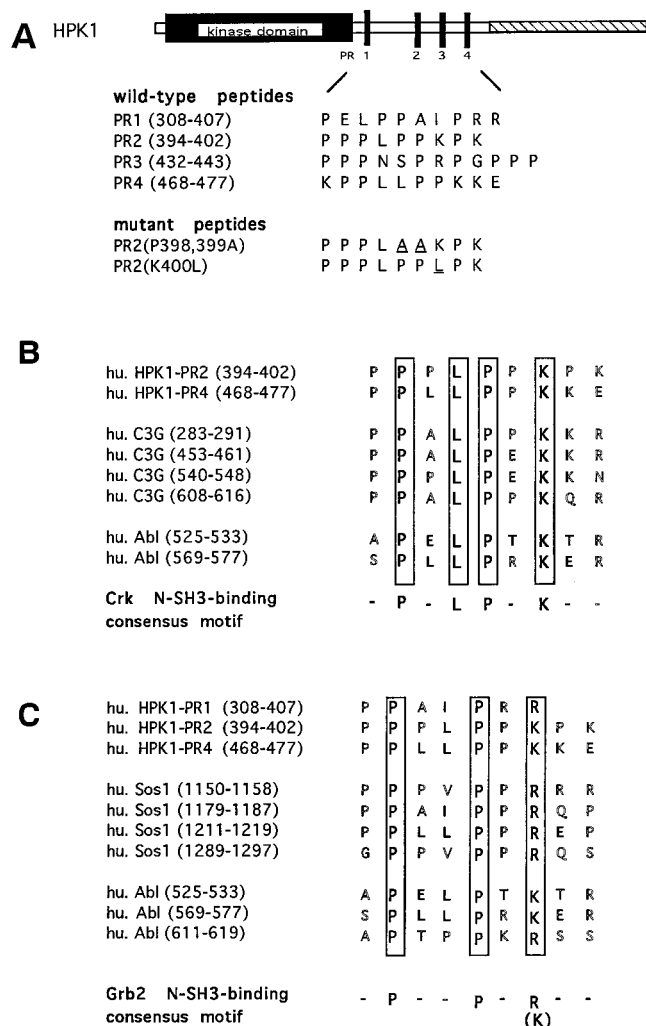 A HPK1 kinase domain
PR 1 2 3 4
wild-type peptides
PR1 (308-407) P E L P P A I P R R
PR2 (394-402) P P P L P P K P K
PR3 (432-443) P P P N S P R P G P P P
PR4 (468-477) K P P L L P P K K E
mutant peptides
PR2(P398,399A) P P P L A A K P K
PR2(K400L) P P P L P P L P K
B
hu. HPK1-PR2 (394-402) P P P L P P K P K
hu. HPK1-PR4 (468-477) P P L L P P K K E
hu. C3G (283-291) P P A L P P K K R
hu. C3G (453-461) P P A L P E K K R
hu. C3G (540-548) P P P L P E K K N
hu. C3G (608-616) P P A L P P K Q R
hu. Abl (525-533) A P E L P T K T R
hu. Abl (569-577) S P L L P R K E R
Crk N-SH3-binding - P - L P - K - -
consensus motif
C
hu. HPK1-PR1 (308-407) P P A I P R R
hu. HPK1-PR2 (394-402) P P P L P P K P K
hu. HPK1-PR4 (468-477) P P L L P P K K E
hu. Sos1 (1150-1158) P P P V P P R R R
hu. Sos1 (1179-1187) P P A I P P R Q P
hu. Sos1 (1211-1219) P P L L P P R E P
hu. Sos1 (1289-1297) G P P V P P R Q S
hu. Abl (525-533) A P E L P T K T R
hu. Abl (569-577) S P L L P R K E R
hu. Abl (611-619) A P T P P K R S S
Grb2 N-SH3-binding - P - - P - R - -
consensus motif (K)